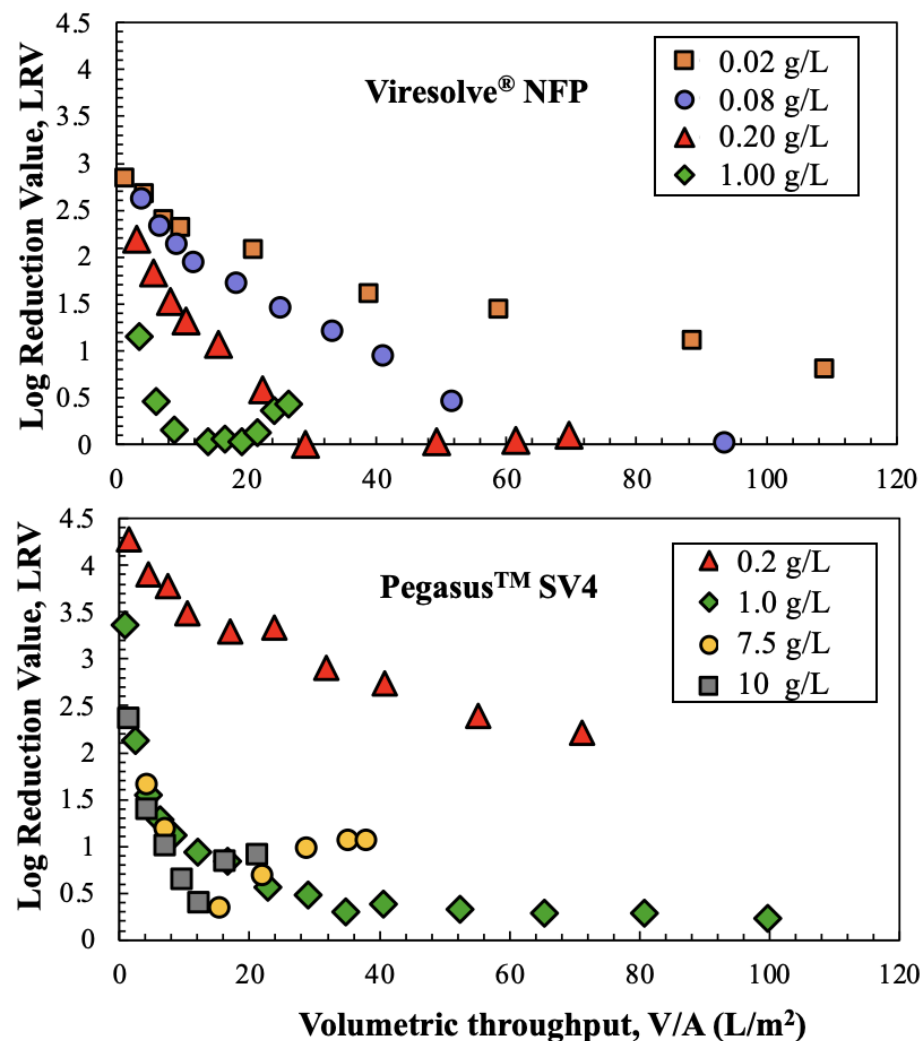 4.5
4
3.5
3
2.5
2
1.5
1
0.5
0
Log Reduction Value, LRV
Viresolve® NFP
0.02 g/L
0.08 g/L
0.20 g/L
1.00 g/L
0 20 40 60 80 100 120
4.5
4
3.5
3
2.5
2
1.5
1
0.5
0
Log Reduction Value, LRV
Pegasus™ SV4
0.2 g/L
1.0 g/L
7.5 g/L
10 g/L
0 20 40 60 80 100 120
Volumetric throughput, V/A (L/m²)